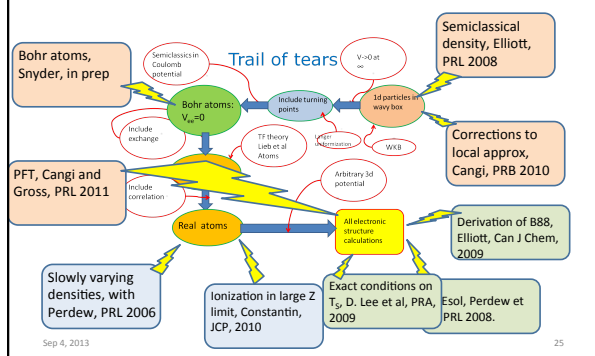 Trail of tears
Semiclassical
density, Elliott,
PRL 2008
Bohr atoms,
Snyder, in prep
Semiclassics in
Coulomb
potential
V->0 at
∞
Bohr atoms:
Vee=0
Include turning
points
1d particles in
wavy box
Include
exchange
TF theory
Lieb et al
Atoms
Langer
uniformization
WKB
Corrections to
local approx,
Cangi, PRB 2010
PFT, Cangi and
Gross, PRL 2011
Include
correlation
Arbitrary 3d
potential
Real atoms
All electronic
structure
calculations
Derivation of B88,
Elliott, Can J Chem,
2009
Slowly varying
densities, with
Perdew, PRL 2006
Ionization in large Z
limit, Constantin,
JCP, 2010
Exact conditions on
TS, D. Lee et al, PRA,
2009
Esol, Perdew et
PRL 2008.
Sep 4, 2013
25